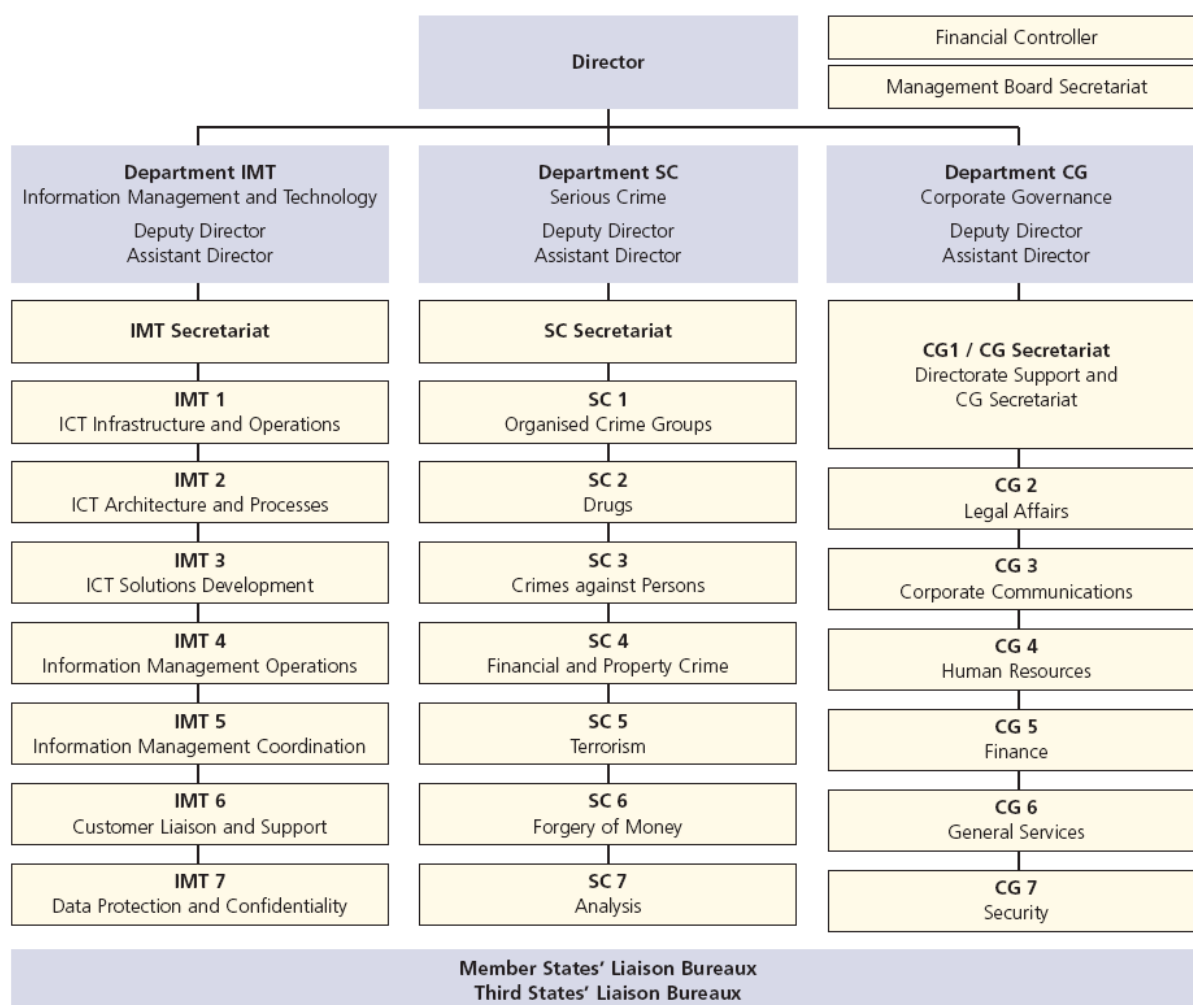 Director
Financial Controller
Management Board Secretariat
Department IMT
Information Management and Technology
Deputy Director
Assistant Director
Department SC
Serious Crime
Deputy Director
Assistant Director
Department CG
Corporate Governance
Deputy Director
Assistant Director
IMT Secretariat
IMT 1
ICT Infrastructure and Operations
IMT 2
ICT Architecture and Processes
IMT 3
ICT Solutions Development
IMT 4
Information Management Operations
IMT 5
Information Management Coordination
IMT 6
Customer Liaison and Support
IMT 7
Data Protection and Confidentiality
SC Secretariat
SC 1
Organised Crime Groups
SC 2
Drugs
SC 3
Crimes against Persons
SC 4
Financial and Property Crime
SC 5
Terrorism
SC 6
Forgery of Money
SC 7
Analysis
CG1 / CG Secretariat
Directorate Support and
CG Secretariat
CG 2
Legal Affairs
CG 3
Corporate Communications
CG 4
Human Resources
CG 5
Finance
CG 6
General Services
CG 7
Security
Member States’ Liaison Bureaux
Third States’ Liaison Bureaux